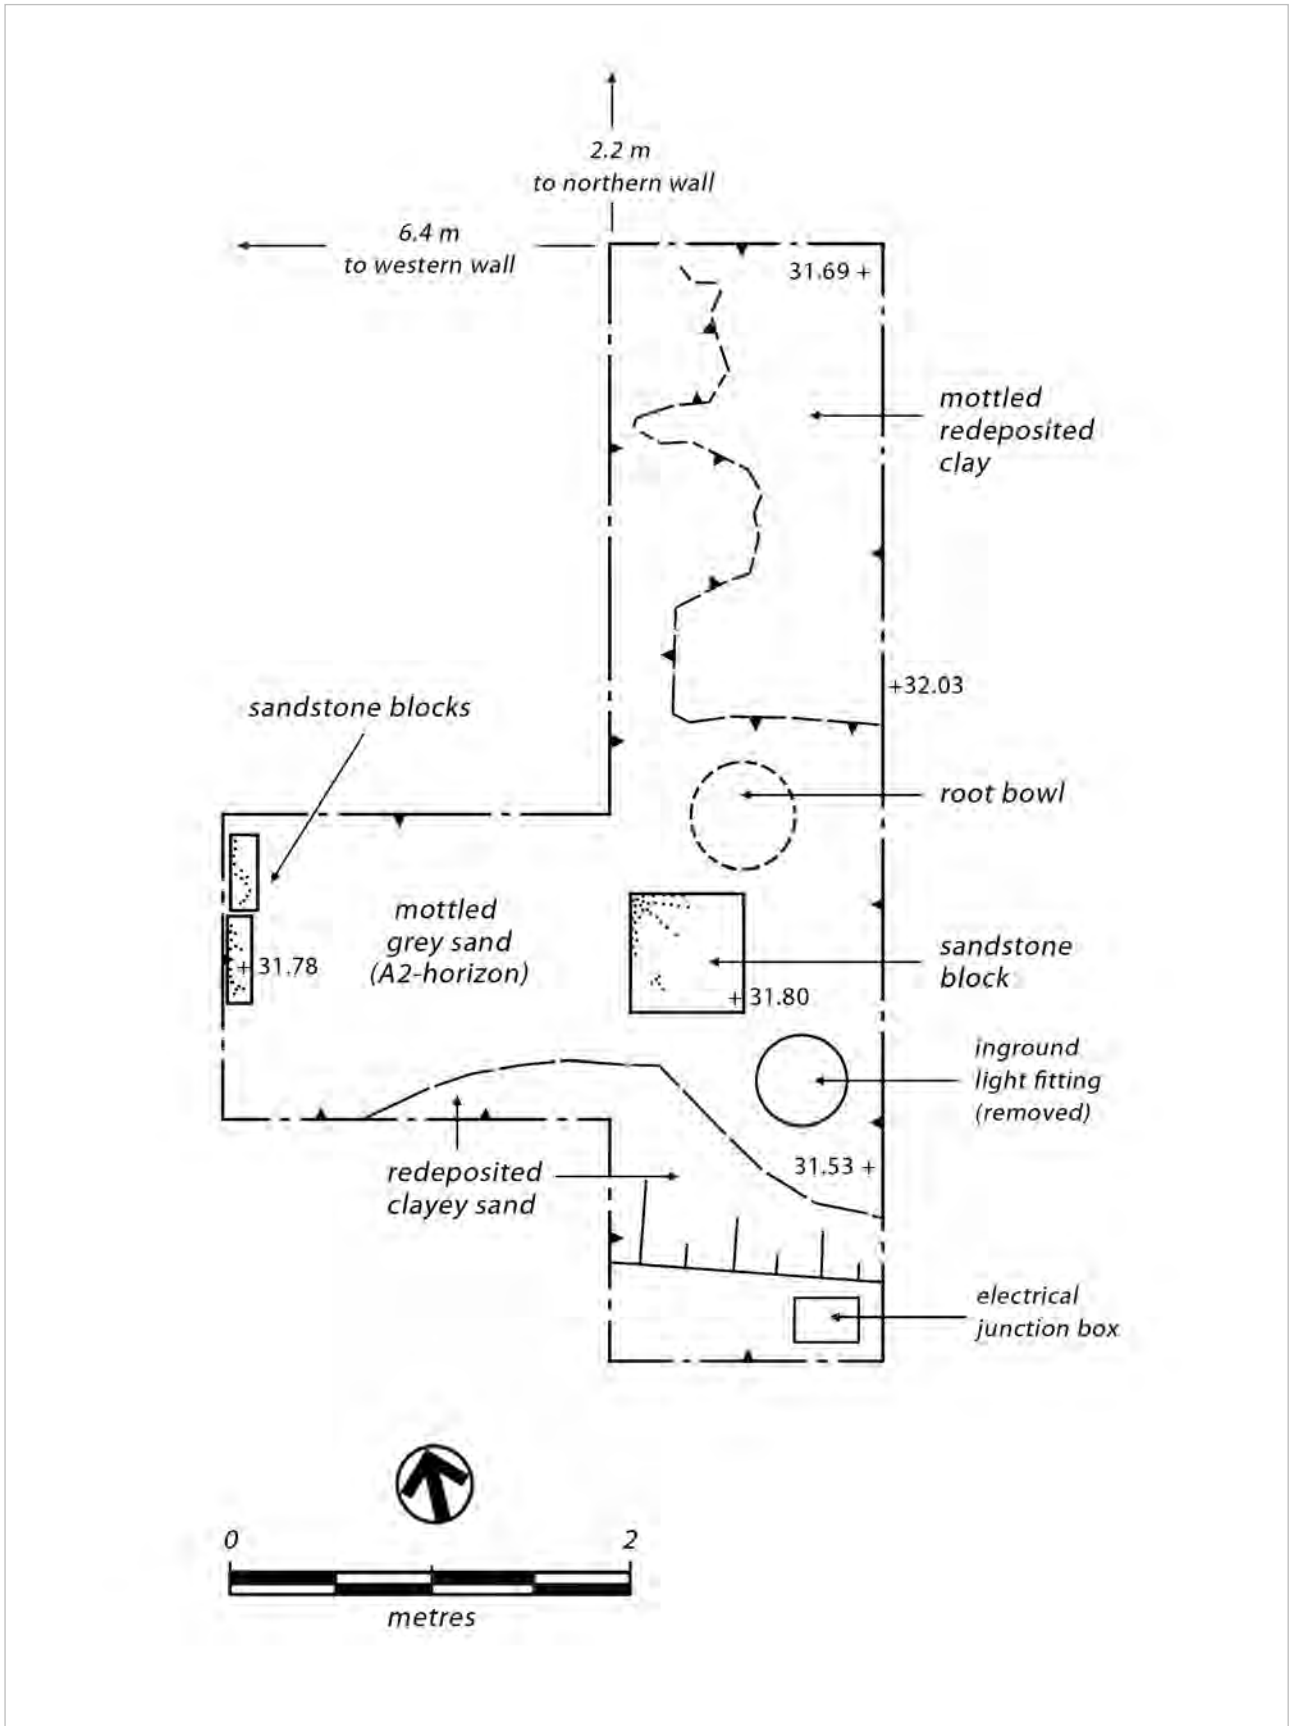 2.2 m
to northern wall
6.4 m
to western wall
31.69 +
mottled
redeposited
clay
+32.03
sandstone blocks
root bowl
mottled
grey sand
(A2-horizon)
+ 31.78
sandstone
block
+ 31.80
inground
light fitting
(removed)
31.53 +
redeposited
clayey sand
electrical
junction box
0 2
metres